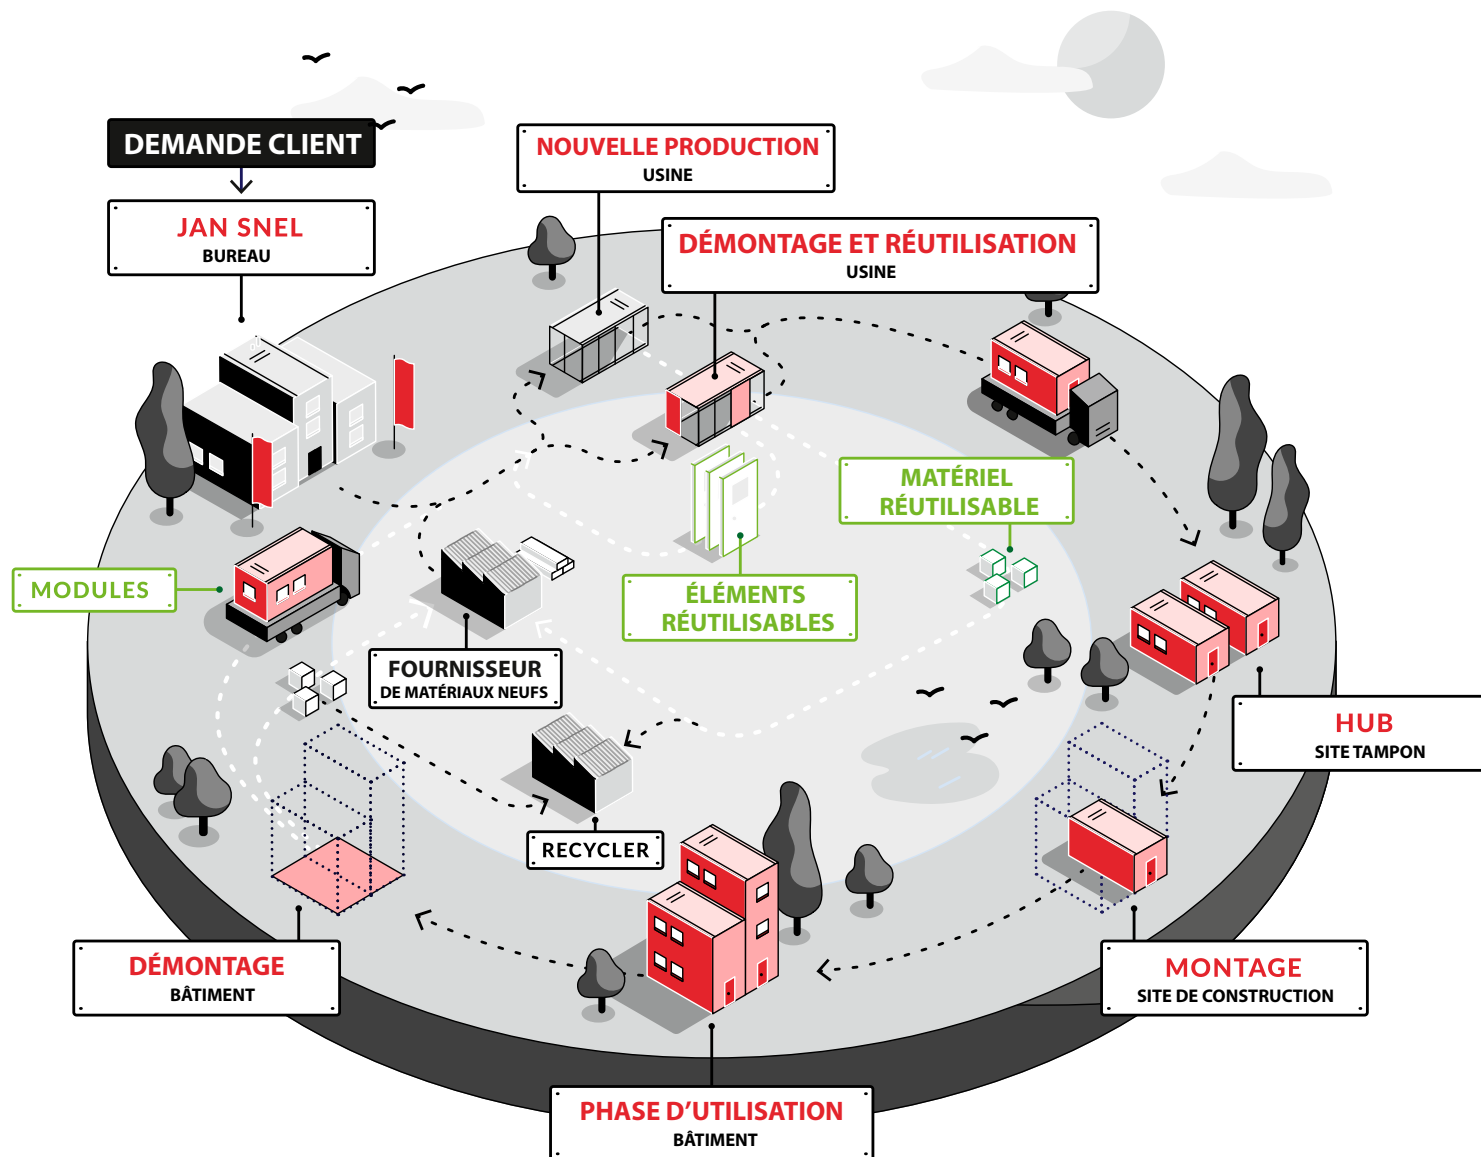 DEMANDE CLIENT
JAN SNEL
BUREAU
NOUVELLE PRODUCTION
USINE
DÉMONTAGE ET RÉUTILISATION
USINE
MATÉRIEL
RÉUTILISABLE
MODULES
ÉLÉMENTS
RÉUTILISABLES
FOURNISSEUR
DE MATÉRIAUX NEUFS
HUB
SITE TAMPON
RECYCLER
DÉMONTAGE
BÂTIMENT
MONTAGE
SITE DE CONSTRUCTION
PHASE D’UTILISATION
BÂTIMENT